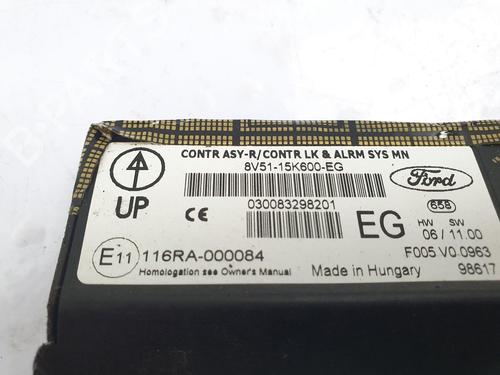 CONTR ASY-R/CONTR LK & ALRM SYS MN
8V51-15K600-EG
Ford
030083298201
658
UP
CE
EG
HW SW
06 / 11.00
E11 116RA-000084
F005 V0.0963
Homologation see Owner's Manual
Made in Hungary
98617